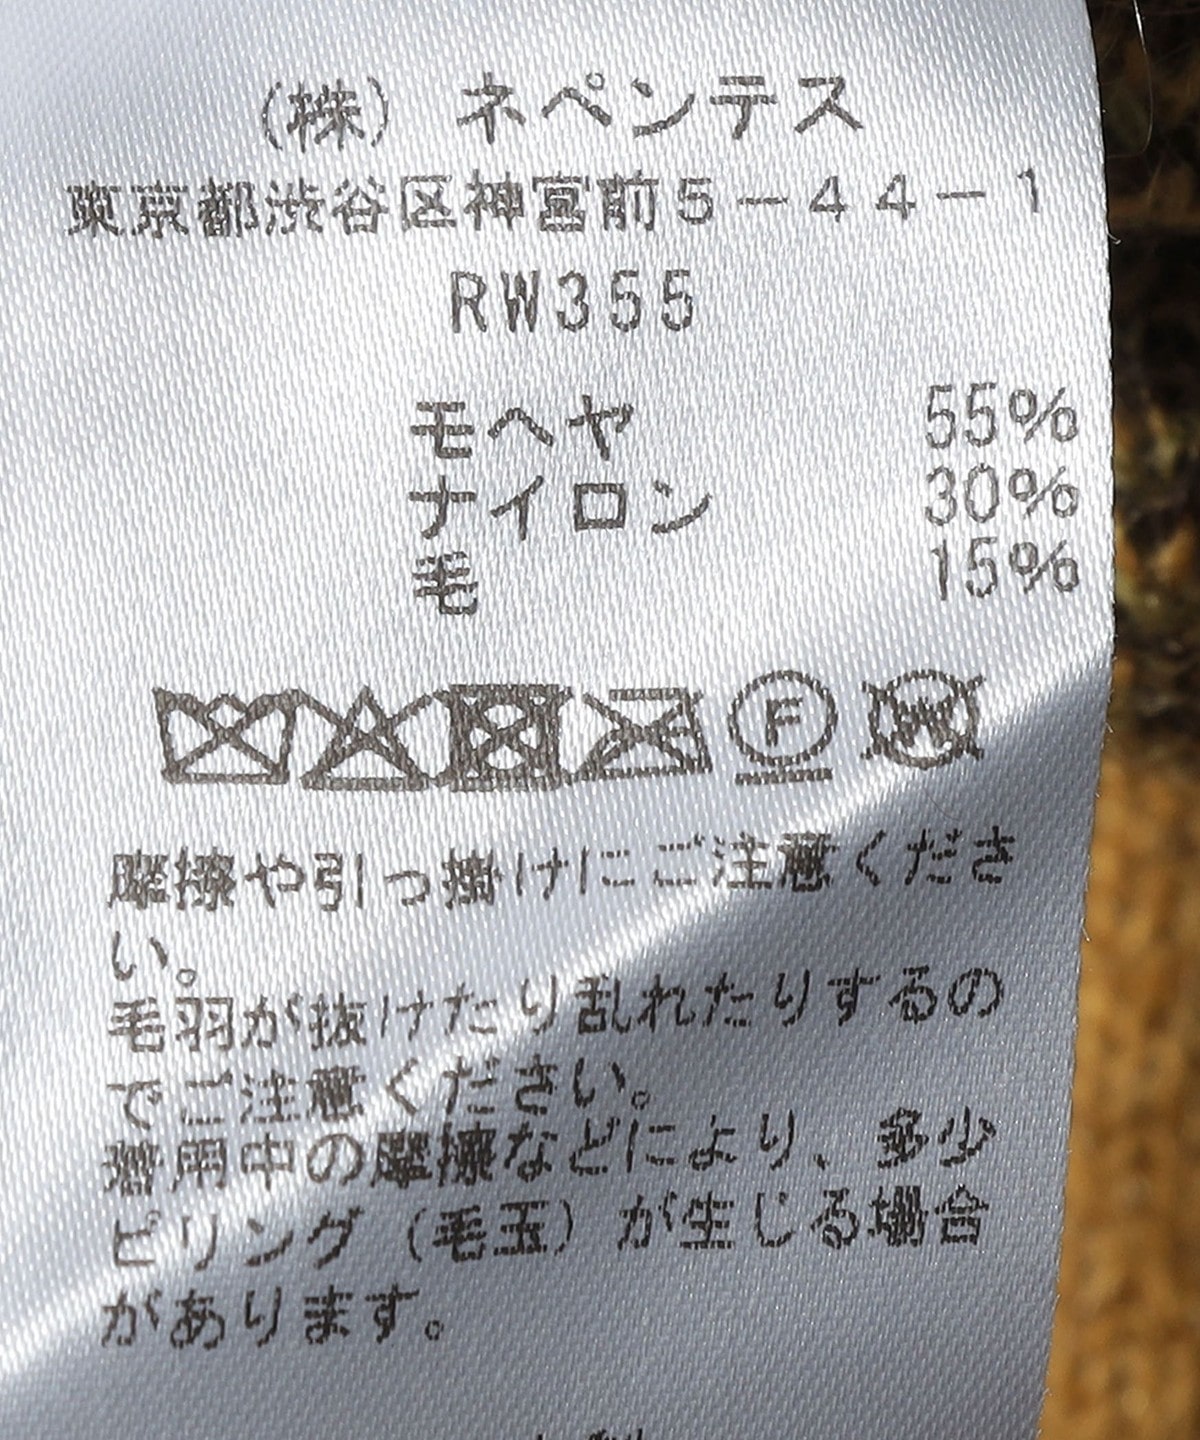 (株) ネペンテス
東京都渋谷区神宮前5-44-1
RW355
モヘヤ 55%
ナイロン 30%
毛 15%
F
W
摩擦や引っ掛けにご注意くださ
い。
毛羽が抜けたり乱れたりするの
でご注意ください。
着用中の摩擦などにより、多少
ピリング(毛玉)が生じる場合
があります。